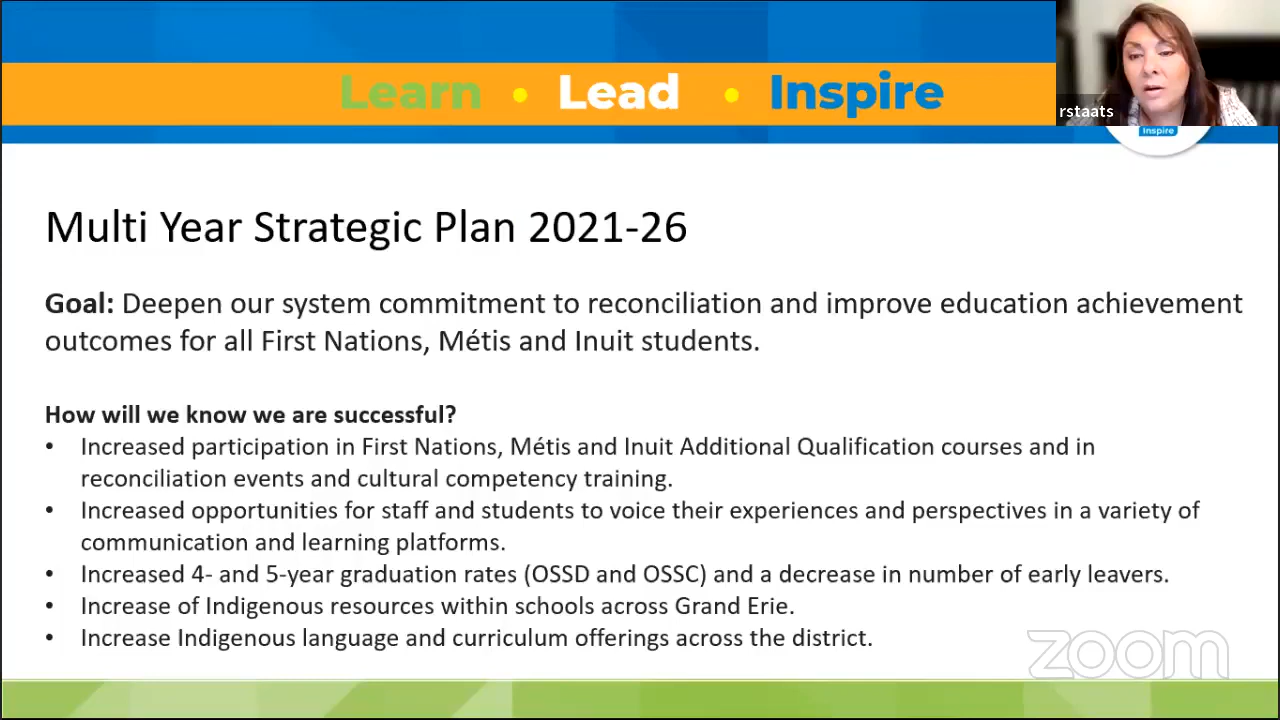 Learn • Lead • Inspire
rstaats
Inspire
Multi Year Strategic Plan 2021-26
Goal: Deepen our system commitment to reconciliation and improve education achievement
outcomes for all First Nations, Métis and Inuit students.
How will we know we are successful?
• Increased participation in First Nations, Métis and Inuit Additional Qualification courses and in
reconciliation events and cultural competency training.
• Increased opportunities for staff and students to voice their experiences and perspectives in a variety of
communication and learning platforms.
• Increased 4- and 5-year graduation rates (OSSD and OSSC) and a decrease in number of early leavers.
• Increase of Indigenous resources within schools across Grand Erie.
• Increase Indigenous language and curriculum offerings across the district.
zoom